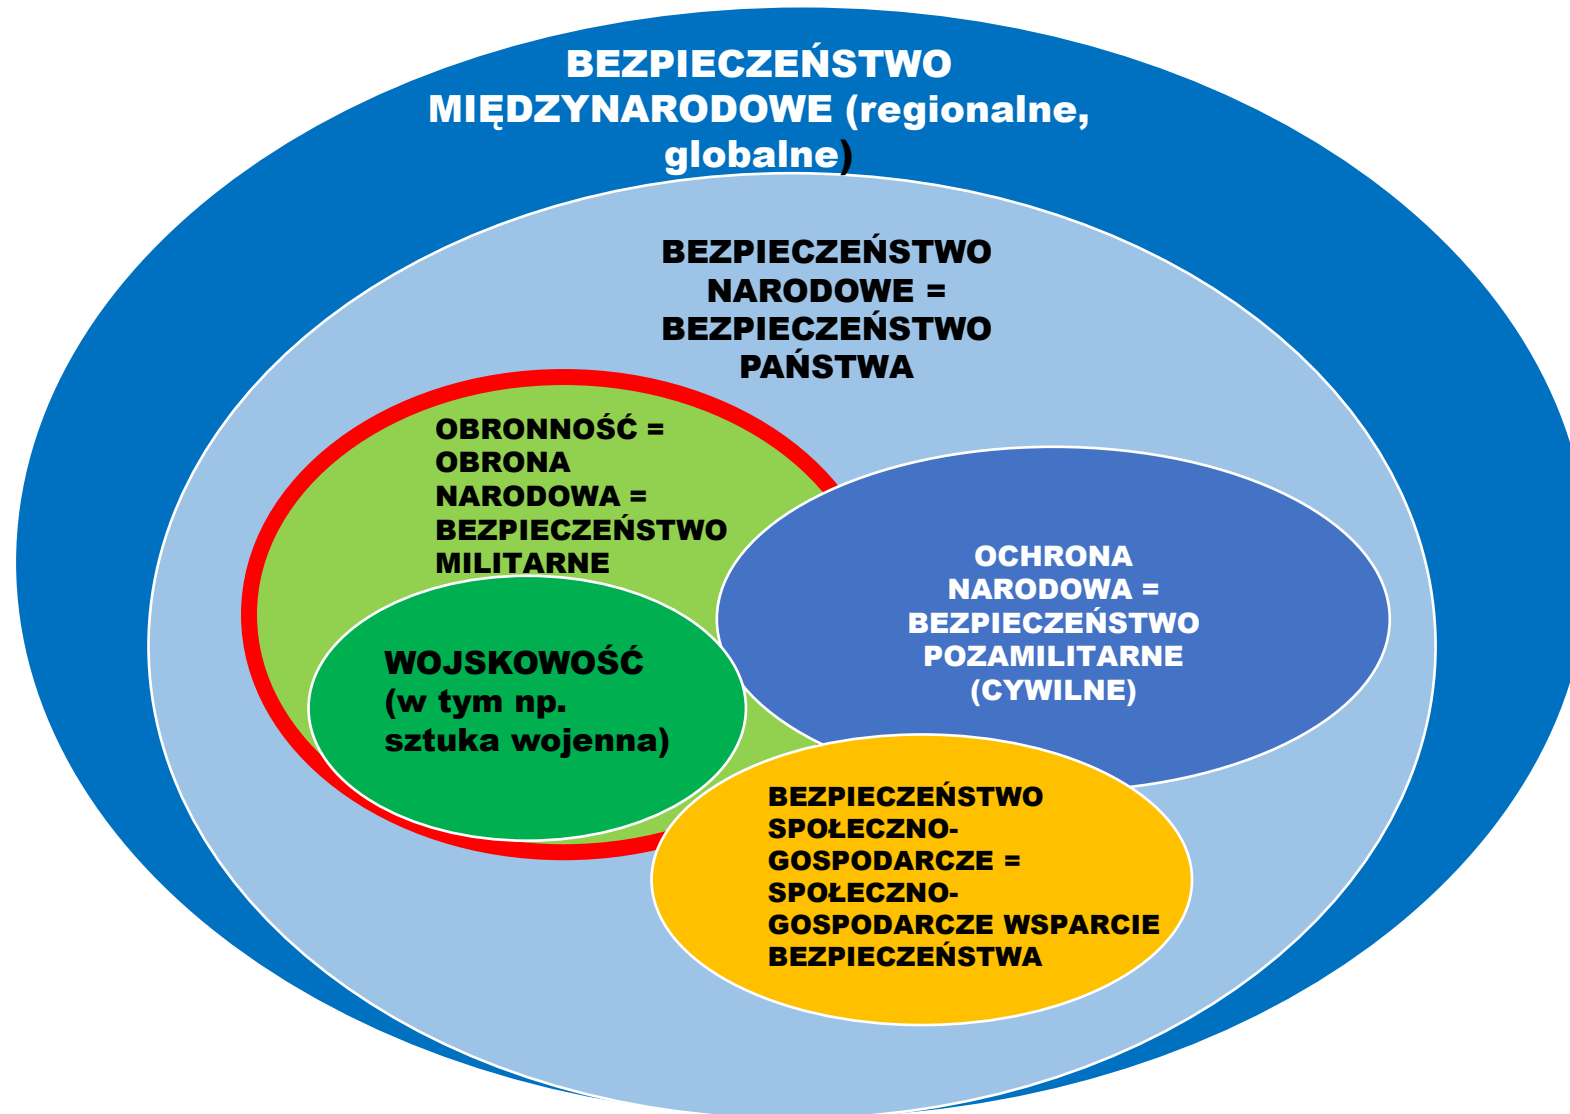 BEZPIECZEŃSTWO
MIĘDZYNARODOWE (regionalne,
globalne)
BEZPIECZEŃSTWO
NARODOWE =
BEZPIECZEŃSTWO
PAŃSTWA
OBRONNOŚĆ =
OBRONA
NARODOWA =
BEZPIECZEŃSTWO
MILITARNE
OCHRONA
NARODOWA =
BEZPIECZEŃSTWO
POZAMILITARNE
(CYWILNE)
WOJSKOWOŚĆ
(w tym np.
sztuka wojenna)
BEZPIECZEŃSTWO
SPOŁECZNO-
GOSPODARCZE =
SPOŁECZNO-
GOSPODARCZE WSPARCIE
BEZPIECZEŃSTWA